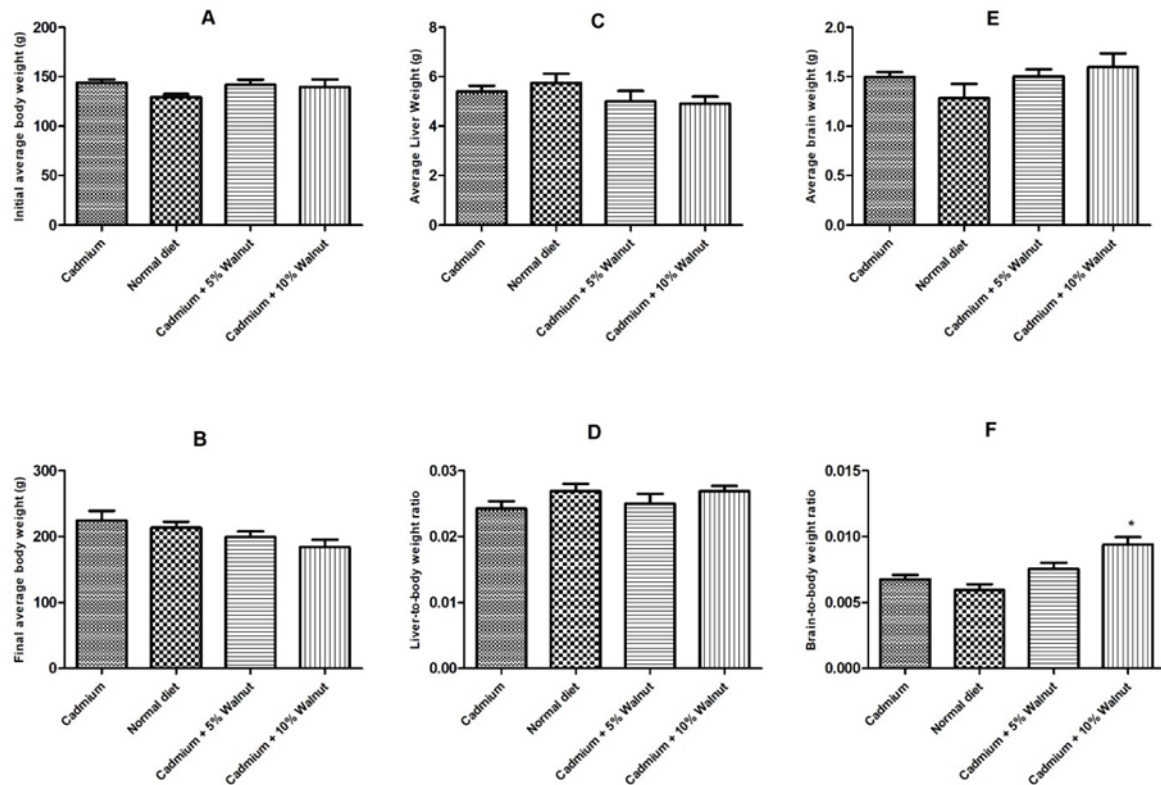 A
Initial average body weight (g)
200
150
100
50
0
Cadmium
Normal diet
Cadmium + 5% Walnut
Cadmium + 10% Walnut
C
Average Liver Weight (g)
8
6
4
2
0
Cadmium
Normal diet
Cadmium + 5% Walnut
Cadmium + 10% Walnut
E
Average brain weight (g)
2.0
1.5
1.0
0.5
0.0
Cadmium
Normal diet
Cadmium + 5% Walnut
Cadmium + 10% Walnut
B
Final average body weight (g)
300
200
100
0
Cadmium
Normal diet
Cadmium + 5% Walnut
Cadmium + 10% Walnut
D
Liver-to-body weight ratio
0.03
0.02
0.01
0.00
Cadmium
Normal diet
Cadmium + 5% Walnut
Cadmium + 10% Walnut
F
Brain-to-body weight ratio
0.015
0.010
0.005
0.000
*
Cadmium
Normal diet
Cadmium + 5% Walnut
Cadmium + 10% Walnut